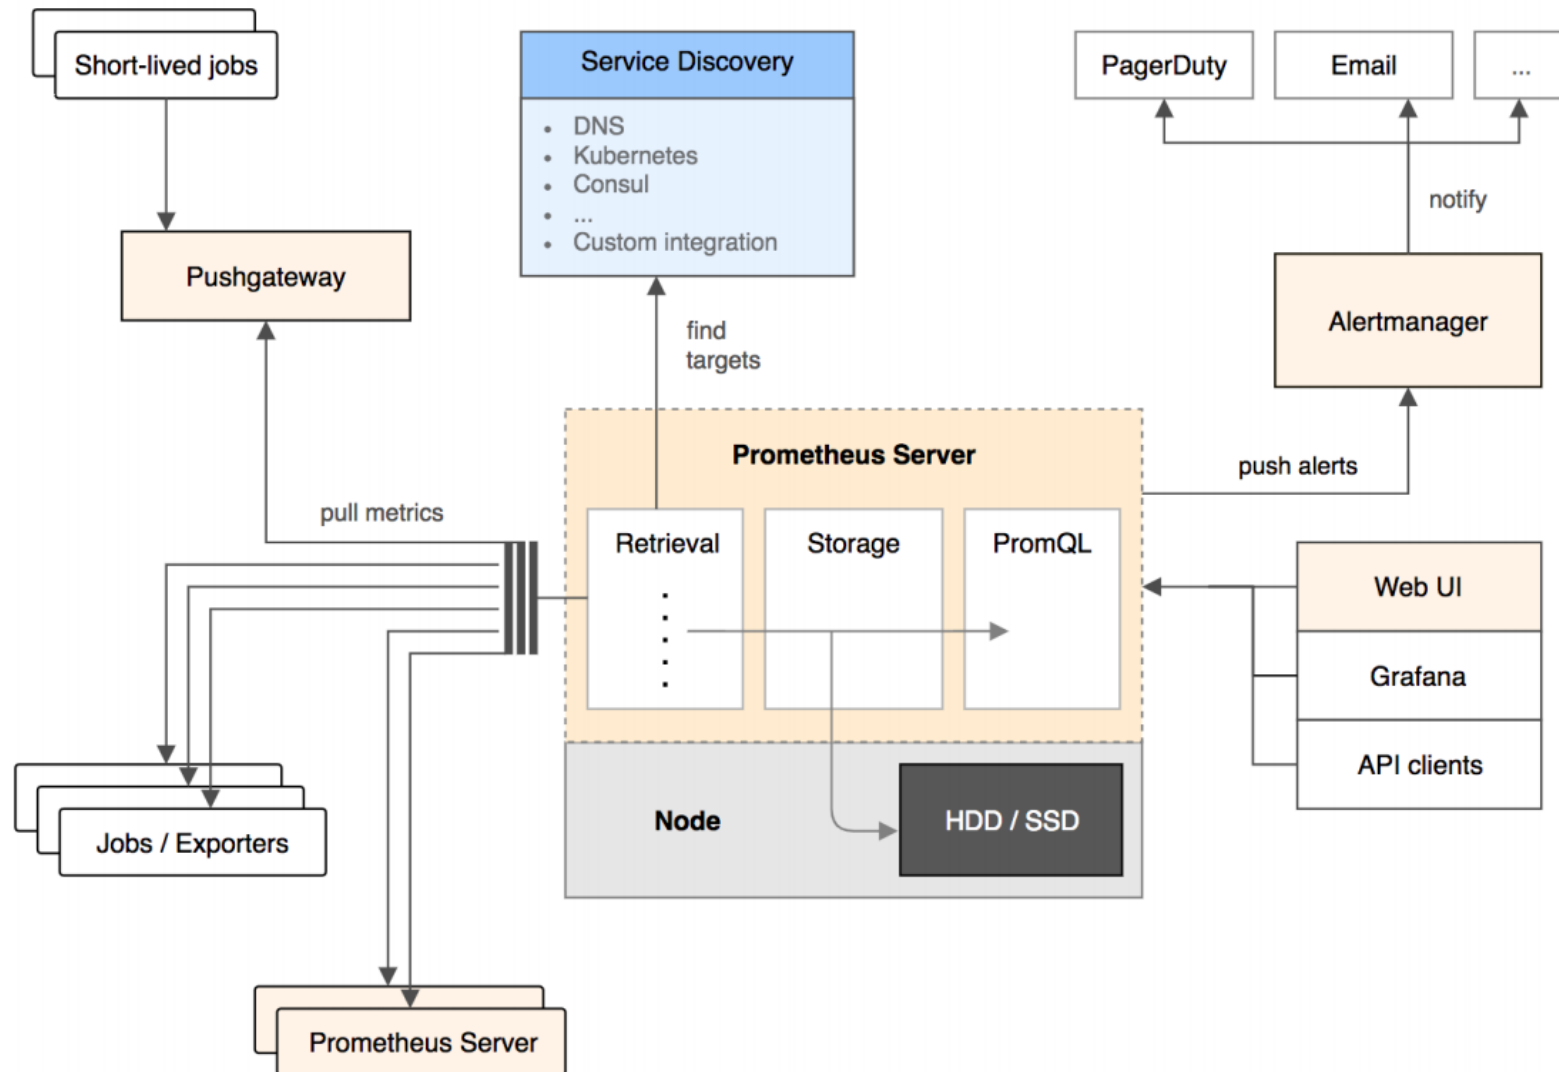 Short-lived jobs
Service Discovery
PagerDuty
Email
...
• DNS
• Kubernetes
• Consul
• ...
• Custom integration
notify
Pushgateway
Alertmanager
find
targets
Prometheus Server
push alerts
pull metrics
Retrieval
Storage
PromQL
Web UI
Grafana
API clients
Node
HDD / SSD
Jobs / Exporters
Prometheus Server